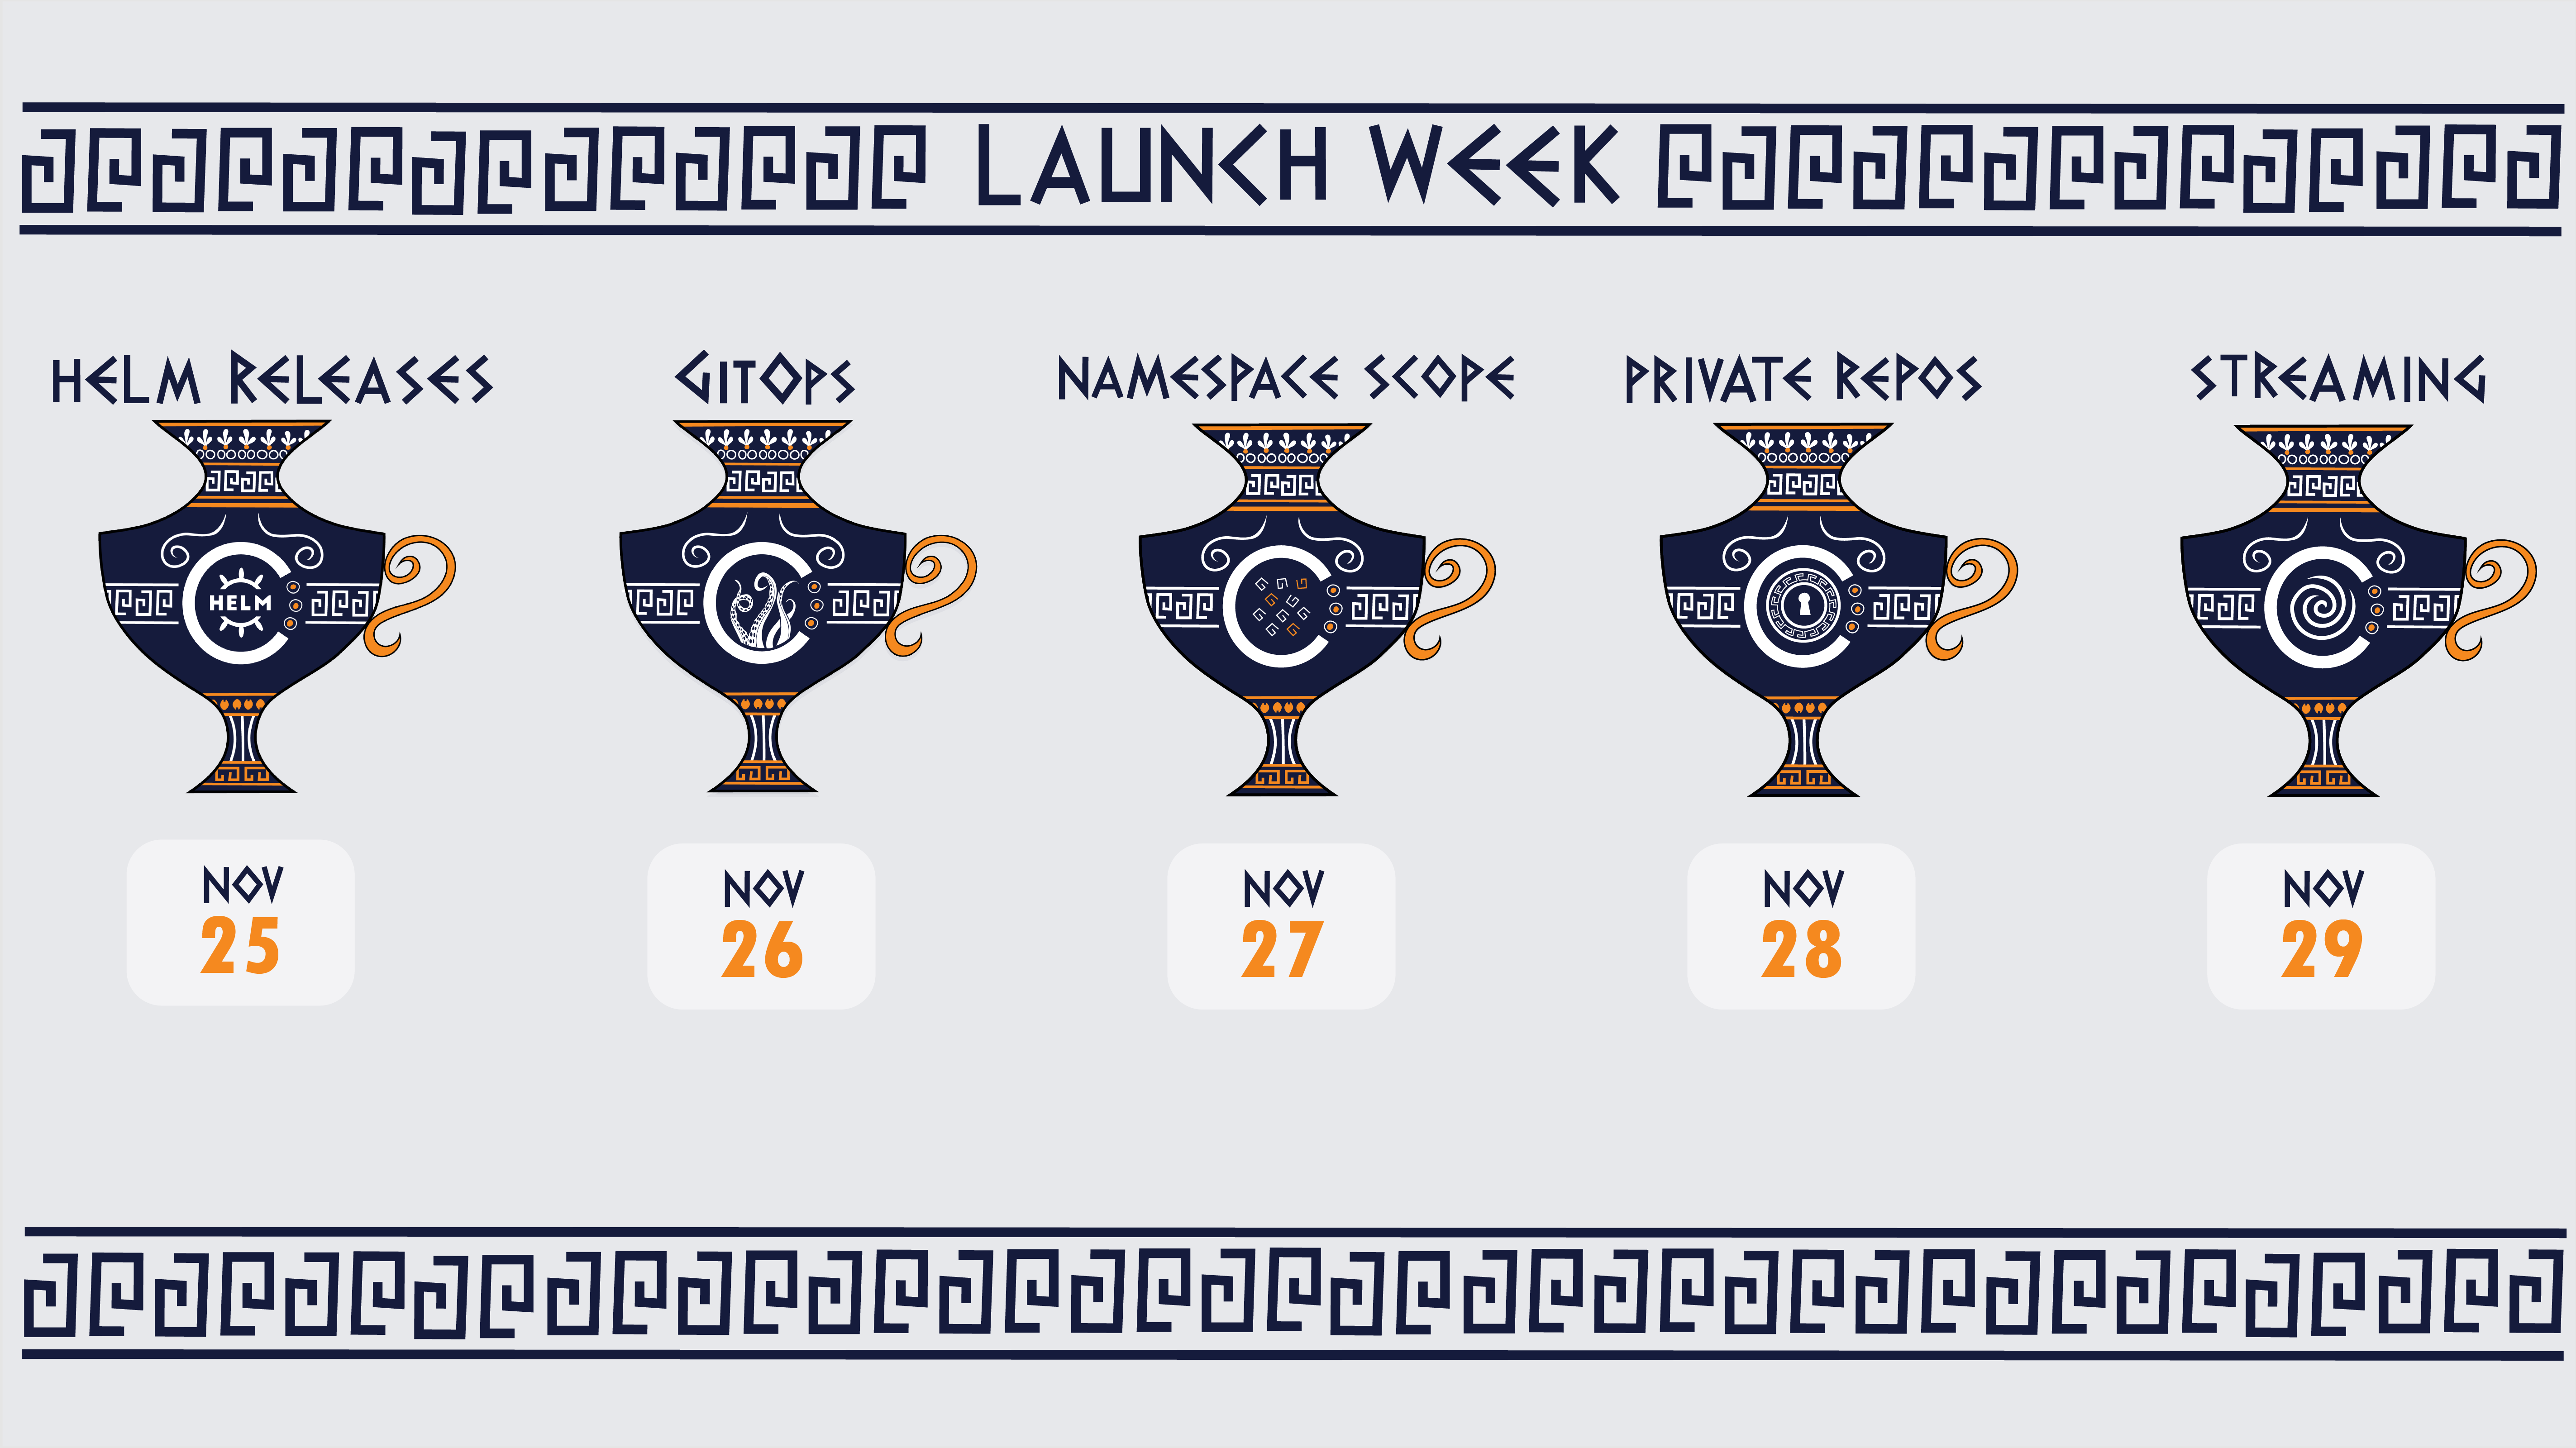 LAUNCH WEEK
HELM RELEASES
GITOPS
NAMESPACE SCOPE
PRIVATE REPOS
STREAMING
HELM
NOV
25
NOV
26
NOV
27
NOV
28
NOV
29